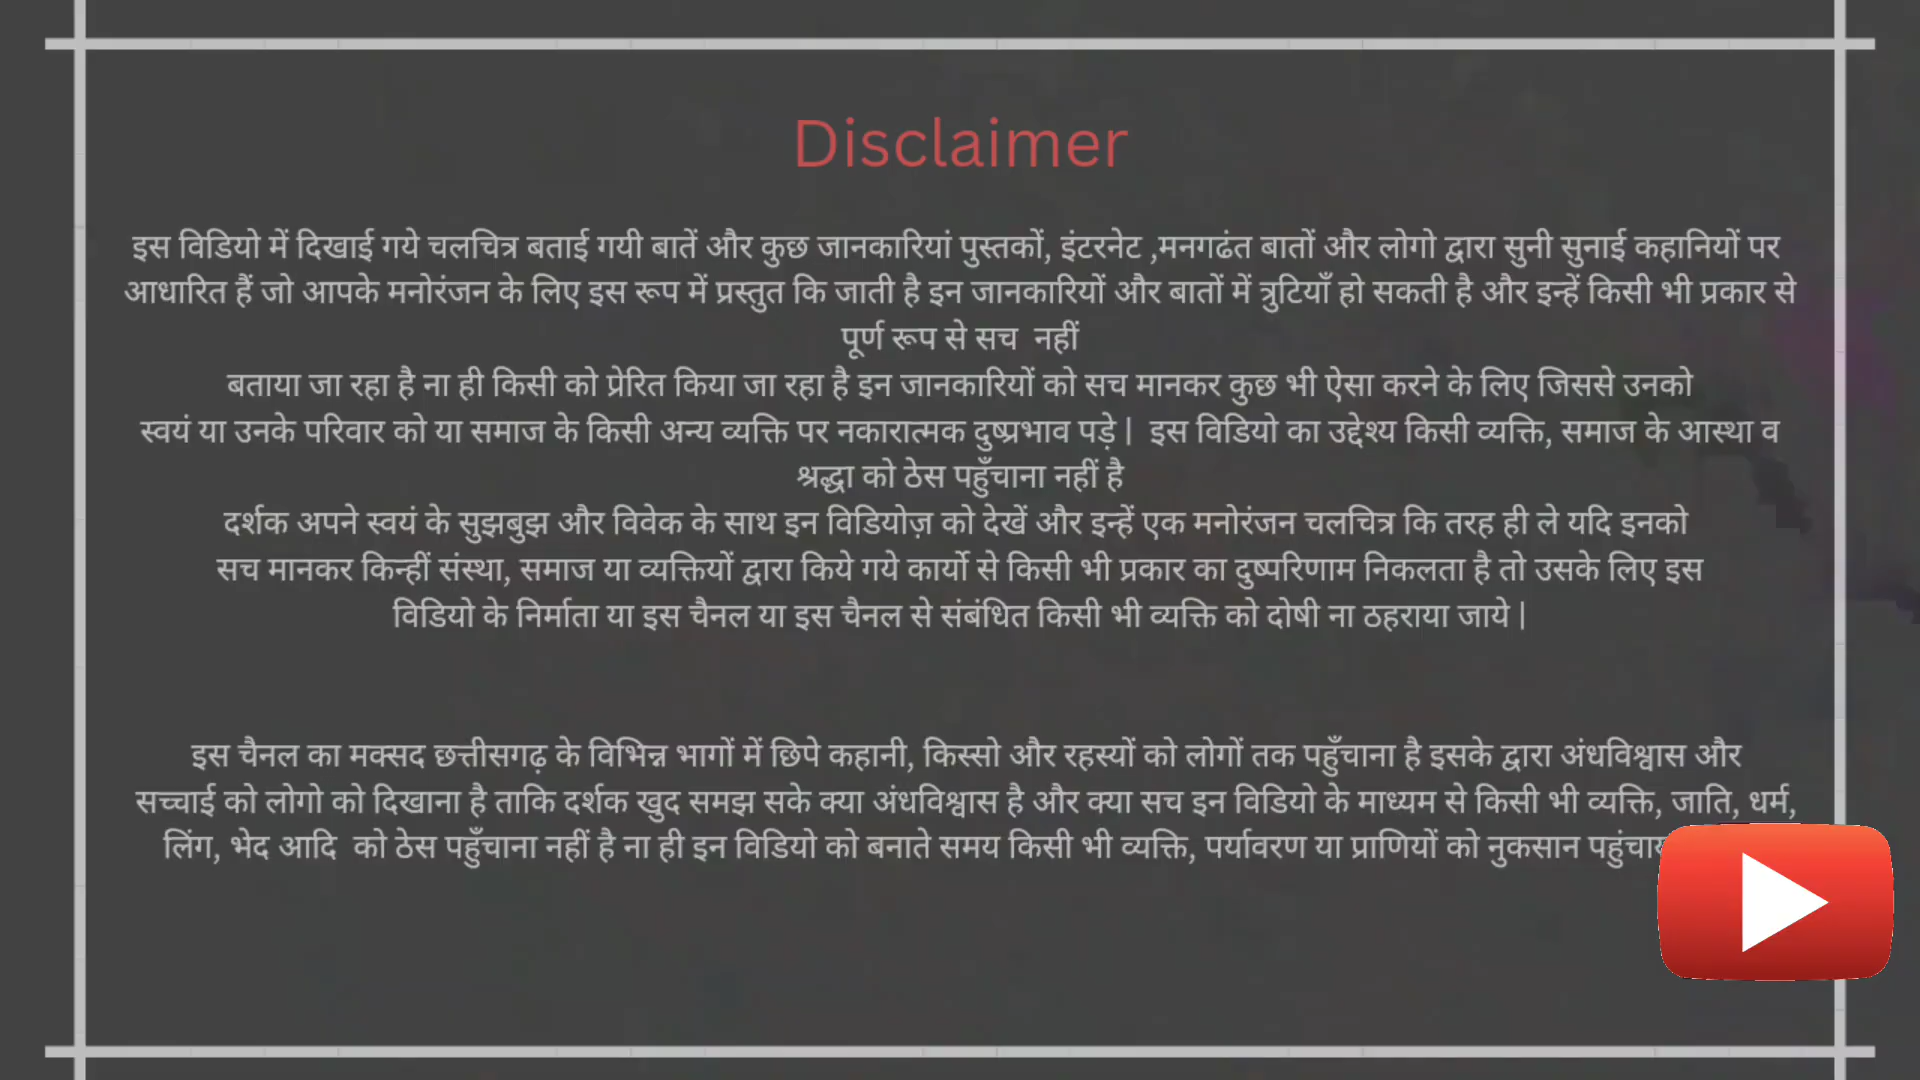 Disclaimer
इस विडियो में दिखाई गये चलचित्र बताई गयी बातें और कुछ जानकारियां पुस्तकों, इंटरनेट ,मनगढंत बातों और लोगो द्वारा सुनी सुनाई कहानियों पर
आधारित हैं जो आपके मनोरंजन के लिए इस रूप में प्रस्तुत कि जाती है इन जानकारियों और बातों में त्रुटियाँ हो सकती है और इन्हें किसी भी प्रकार से
पूर्ण रूप से सच  नहीं
बताया जा रहा है ना ही किसी को प्रेरित किया जा रहा है इन जानकारियों को सच मानकर कुछ भी ऐसा करने के लिए जिससे उनको
स्वयं या उनके परिवार को या समाज के किसी अन्य व्यक्ति पर नकारात्मक दुष्प्रभाव पड़े |  इस विडियो का उद्देश्य किसी व्यक्ति, समाज के आस्था व
श्रद्धा को ठेस पहुँचाना नहीं है
दर्शक अपने स्वयं के सुझबुझ और विवेक के साथ इन विडियोज़ को देखें और इन्हें एक मनोरंजन चलचित्र कि तरह ही ले यदि इनको
सच मानकर किन्हीं संस्था, समाज या व्यक्तियों द्वारा किये गये कार्यो से किसी भी प्रकार का दुष्परिणाम निकलता है तो उसके लिए इस
विडियो के निर्माता या इस चैनल या इस चैनल से संबंधित किसी भी व्यक्ति को दोषी ना ठहराया जाये |
इस चैनल का मक्सद छत्तीसगढ़ के विभिन्न भागों में छिपे कहानी, किस्सो और रहस्यों को लोगों तक पहुँचाना है इसके द्वारा अंधविश्वास और
सच्चाई को लोगो को दिखाना है ताकि दर्शक खुद समझ सके क्या अंधविश्वास है और क्या सच इन विडियो के माध्यम से किसी भी व्यक्ति, जाति, धर्म,
लिंग, भेद आदि  को ठेस पहुँचाना नहीं है ना ही इन विडियो को बनाते समय किसी भी व्यक्ति, पर्यावरण या प्राणियों को नुकसान